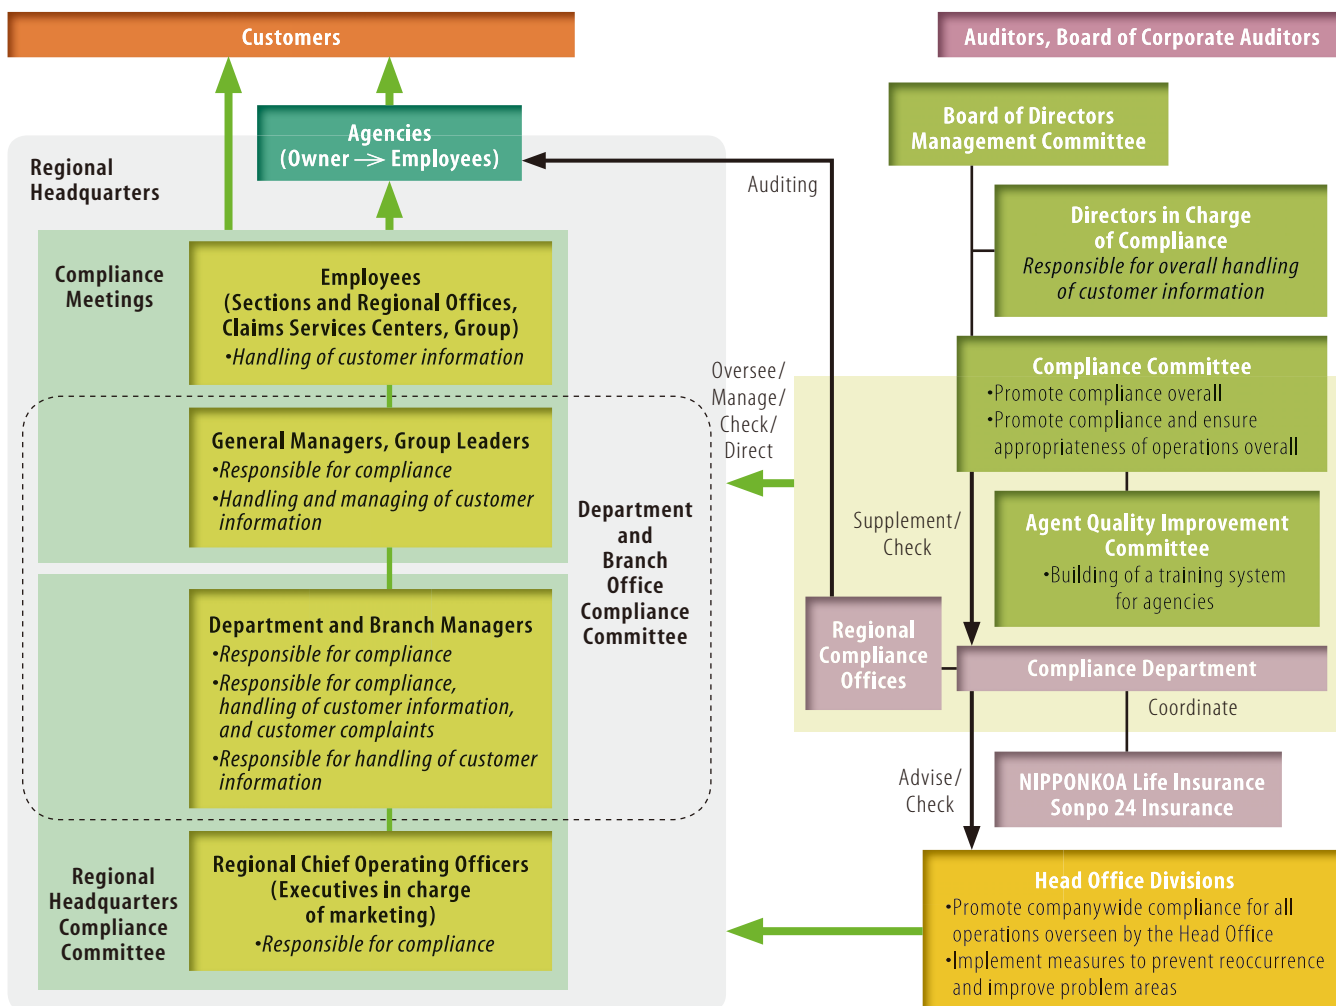 Customers
Auditors, Board of Corporate Auditors
Agencies
(Owner → Employees)
Board of Directors
Management Committee
Regional
Headquarters
Auditing
Directors in Charge
of Compliance
Responsible for overall handling
of customer information
Compliance
Meetings
Employees
(Sections and Regional Offices,
Claims Services Centers, Group)
•Handling of customer information
Oversee/
Manage/
Check/
Direct
Compliance Committee
•Promote compliance overall
•Promote compliance and ensure
appropriateness of operations overall
General Managers, Group Leaders
•Responsible for compliance
•Handling and managing of customer
information
Department
and
Branch
Office
Compliance
Committee
Supplement/
Check
Agent Quality Improvement
Committee
•Building of a training system
for agencies
Department and Branch Managers
•Responsible for compliance
•Responsible for compliance,
handling of customer information,
and customer complaints
•Responsible for handling of customer
information
Regional
Compliance
Offices
Compliance Department
Coordinate
Advise/
Check
NIPPONKOA Life Insurance
Sonpo 24 Insurance
Regional
Headquarters
Compliance
Committee
Regional Chief Operating Officers
(Executives in charge
of marketing)
•Responsible for compliance
Head Office Divisions
•Promote companywide compliance for all
operations overseen by the Head Office
•Implement measures to prevent reoccurrence
and improve problem areas